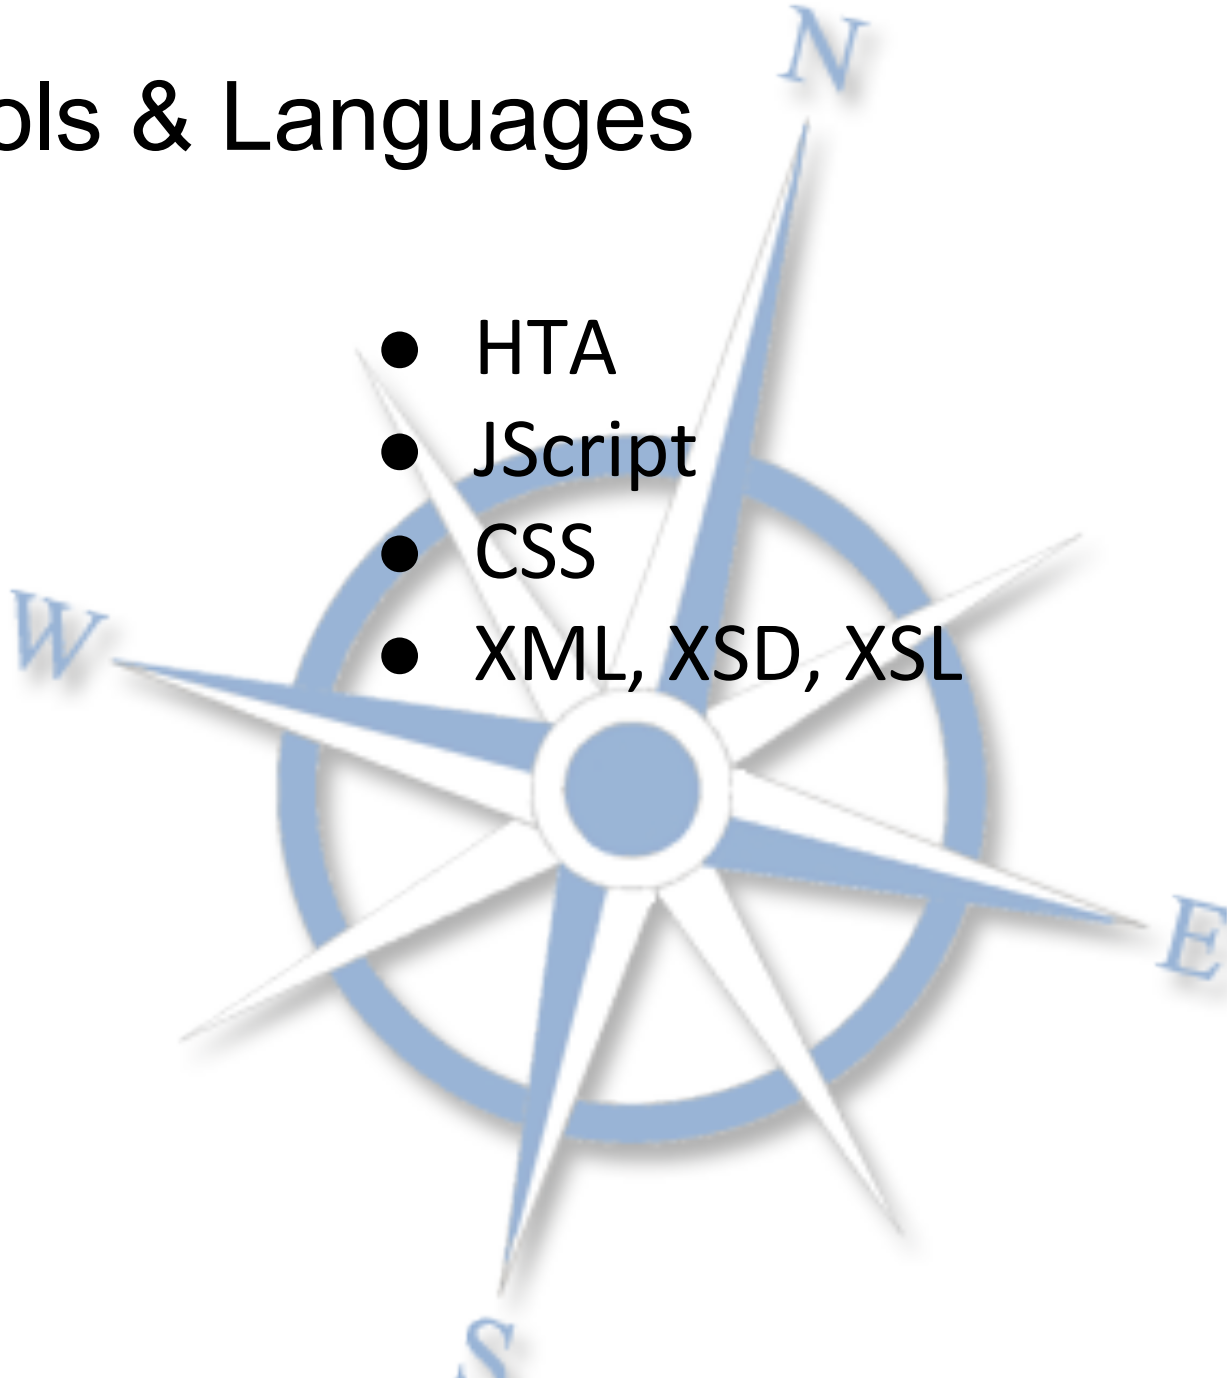 ols & Languages
N
● HTA
● JScript
● CSS
● XML, XSD, XSL
W
E
S